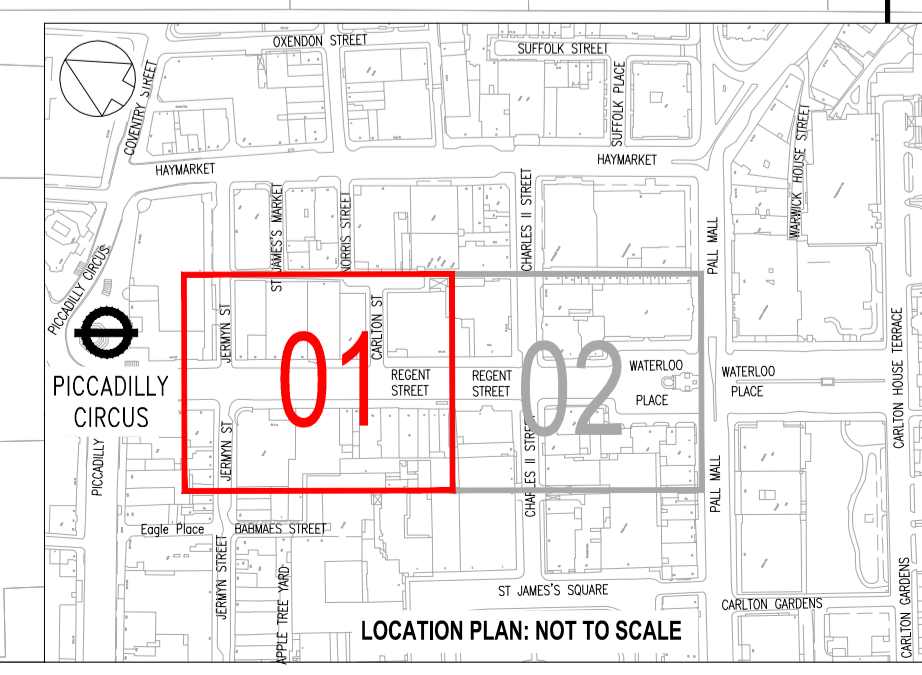 OXENDON STREET
SUFFOLK STREET
COVENTRY STREET
SUFFOLK PLACE
HAYMARKET
HAYMARKET
WARWICK HOUSE STREET
ST JAMES'S MARKET
NORRIS STREET
CHARLES II STREET
PALL MALL
PICCADILLY CIRCUS
JERMYN ST
CARLTON ST
01
02
REGENT
STREET
REGENT
STREET
WATERLOO
PLACE
WATERLOO
PLACE
CARLTON HOUSE TERRACE
PICCADILLY
CIRCUS
PICCADILLY
JERMYN ST
CHARLES II STREET
PALL MALL
Eagle Place
BABMAES STREET
JERMYN STREET
APPLE TREE YARD
ST JAMES'S SQUARE
CARLTON GARDENS
CARLTON GARDENS
LOCATION PLAN: NOT TO SCALE